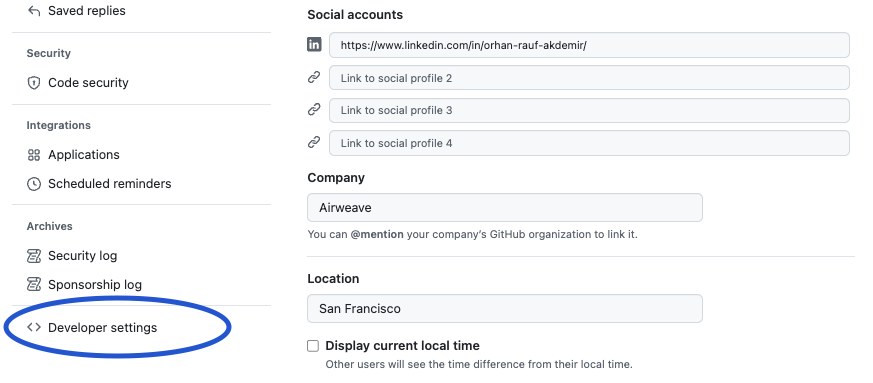 Saved replies
Security
Code security
Integrations
Applications
Scheduled reminders
Archives
Security log
Sponsorship log
Developer settings
Social accounts
in
https://www.linkedin.com/in/orhan-rauf-akdemir/
Link to social profile 2
Link to social profile 3
Link to social profile 4
Company
Airweave
You can @mention your company's GitHub organization to link it.
Location
San Francisco
Display current local time
Other users will see the time difference from their local time.